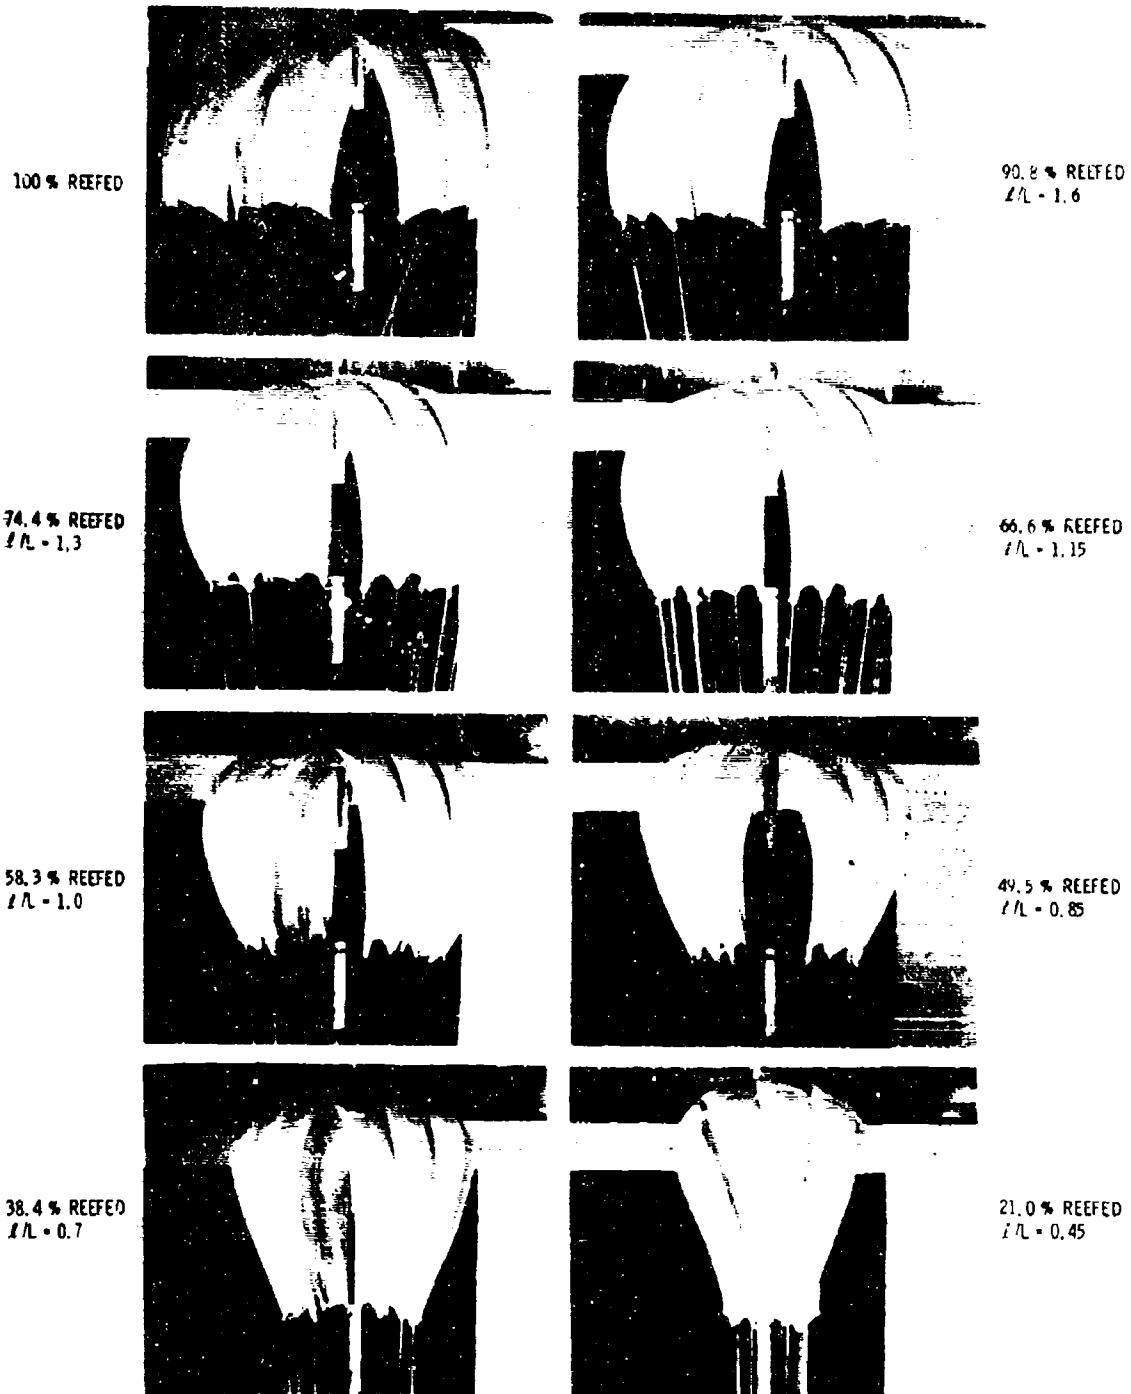 100 % REEFED
90.8 % REEFED
ℓ/L = 1.6
74.4 % REEFED
ℓ/L = 1.3
66.6 % REEFED
ℓ/L = 1.15
58.3 % REEFED
ℓ/L = 1.0
49.5 % REEFED
ℓ/L = 0.85
38.4 % REEFED
ℓ/L = 0.7
21.0 % REEFED
ℓ/L = 0.45